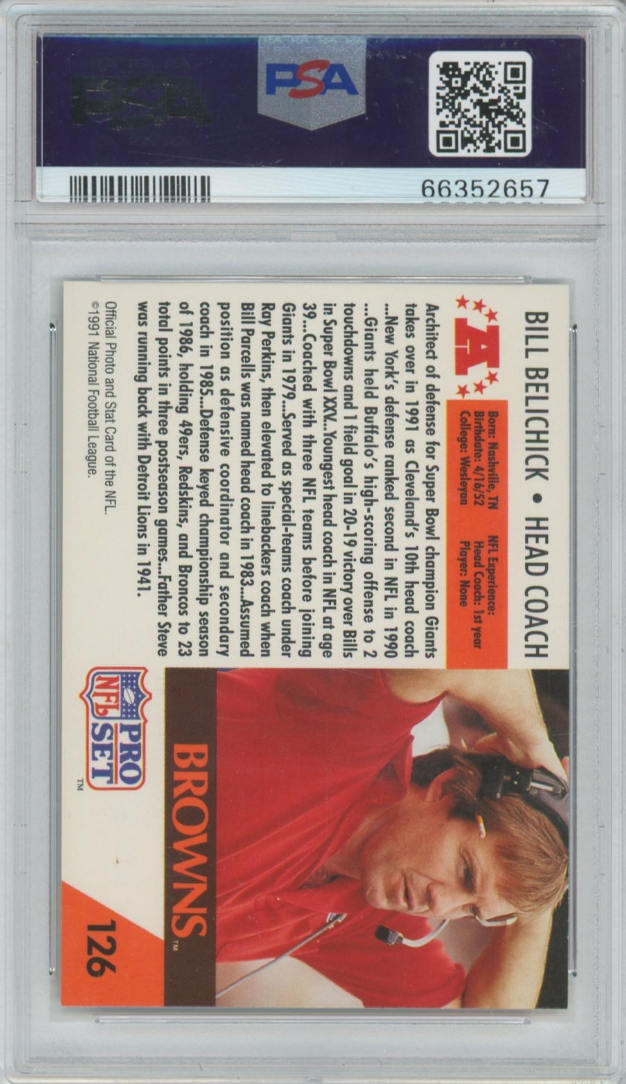 PSA
66352657
BILL BELICHICK • HEAD COACH
A
Born: Nashville, TN
Birthdate: 4/16/52
College: Wesleyan
NFL Experience:
Head Coach: 1st year
Player: None
Architect of defense for Super Bowl champion Giants
takes over in 1991 as Cleveland's 10th head coach
....New York's defense ranked second in NFL in 1990
....Giants held Buffalo's high-scoring offense to 2
touchdowns and 1 field goal in 20-19 victory over Bills
in Super Bowl XXV...Youngest head coach in NFL at age
39...Coached with three NFL teams before joining
Giants in 1979...Served as special-teams coach under
Ray Perkins, then elevated to linebackers coach when
Bill Parcells was named head coach in 1983...Assumed
position as defensive coordinator and secondary
coach in 1985...Defense keyed championship season
of 1986, holding 49ers, Redskins, and Broncos to 23
total points in three postseason games...Father Steve
was running back with Detroit Lions in 1941.
Official Photo and Stat Card of the NFL.
©1991 National Football League.
BROWNS™
NFL PRO SET™
126